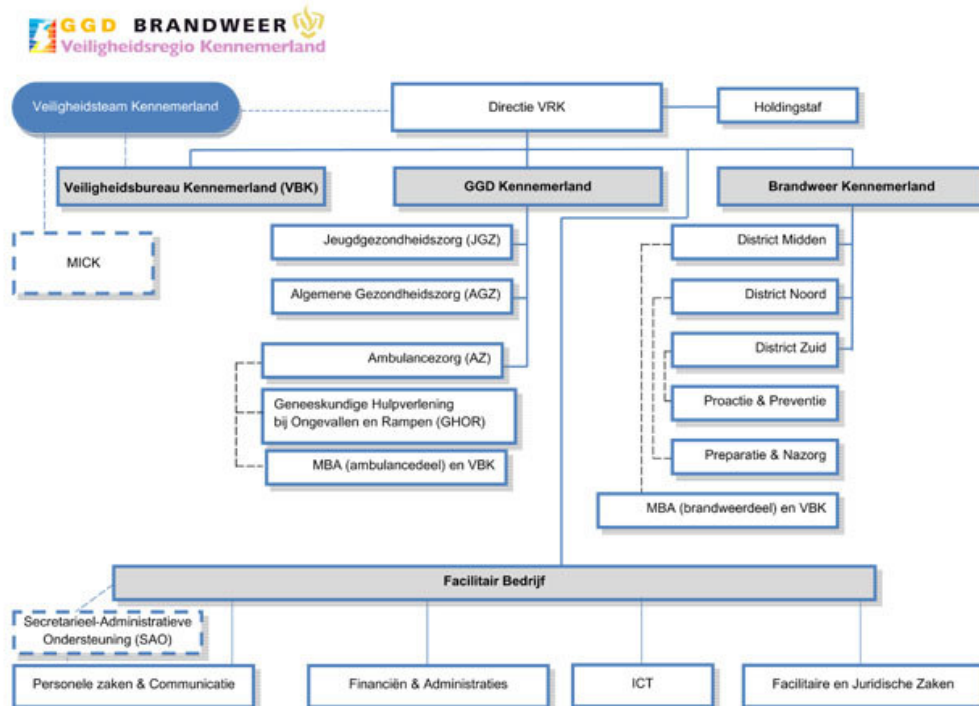 GGD BRANDWEER
Veiligheidsregio Kennemerland
Veiligheidsteam Kennemerland
Directie VRK
Holdingstaf
Veiligheidsbureau Kennemerland (VBK)
GGD Kennemerland
Brandweer Kennemerland
MICK
Jeugdgezondheidszorg (JGZ)
Algemene Gezondheidszorg (AGZ)
Ambulancezorg (AZ)
Geneeskundige Hulpverlening
bij Ongevallen en Rampen (GHOR)
MBA (ambulancedeel) en VBK
District Midden
District Noord
District Zuid
Proactie & Preventie
Preparatie & Nazorg
MBA (brandweerdeel) en VBK
Facilitair Bedrijf
Secretarieel-Administratieve
Ondersteuning (SAO)
Personele zaken & Communicatie
Financiën & Administraties
ICT
Facilitaire en Juridische Zaken